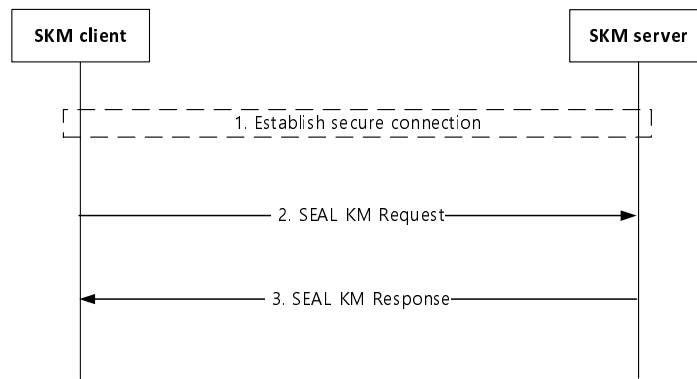 SKM client
SKM server
1. Establish secure connection
2. SEAL KM Request
3. SEAL KM Response